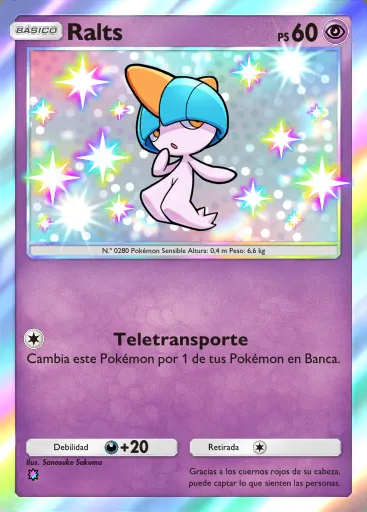 BÁSICO Ralts PS 60
N.º 0280 Pokémon Sensible Altura: 0,4 m Peso: 6,6 kg
Teletransporte
Cambia este Pokémon por 1 de tus Pokémon en Banca.
Debilidad +20 Retirada
Ilus. Sanosuke Sakuma
Gracias a los cuernos rojos de su cabeza,
puede captar lo que sienten las personas.